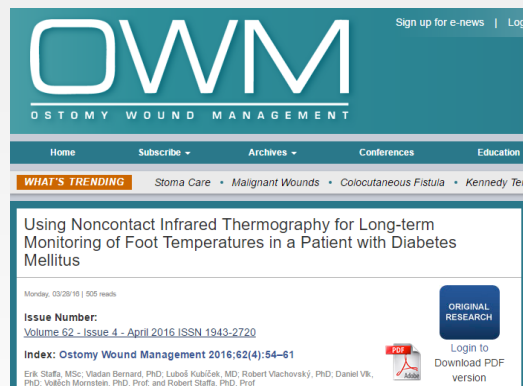 Sign up for e-news |
OWM
OSTOMY WOUND MANAGEMENT
Home Subscribe Archives Conferences Education
WHAT'S TRENDING Stoma Care • Malignant Wounds • Colocutaneous Fistula • Kennedy
Using Noncontact Infrared Thermography for Long-term
Monitoring of Foot Temperatures in a Patient with Diabetes
Mellitus
Monday, 03/28/16 | 505 reads
ORIGINAL
RESEARCH
Issue Number:
Volume 62 - Issue 4 - April 2016 ISSN 1943-2720
Index: Ostomy Wound Management 2016;62(4):54–61
Erik Staffa, MSc; Vladan Bernard, PhD; Luboš Kubíček, MD; Robert Vlachovský, PhD; Daniel Vlk,
PhD; Vojtěch Mornstein, PhD, Prof; and Robert Staffa, PhD, Prof
PDF
Adobe
Login to
Download PDF
version